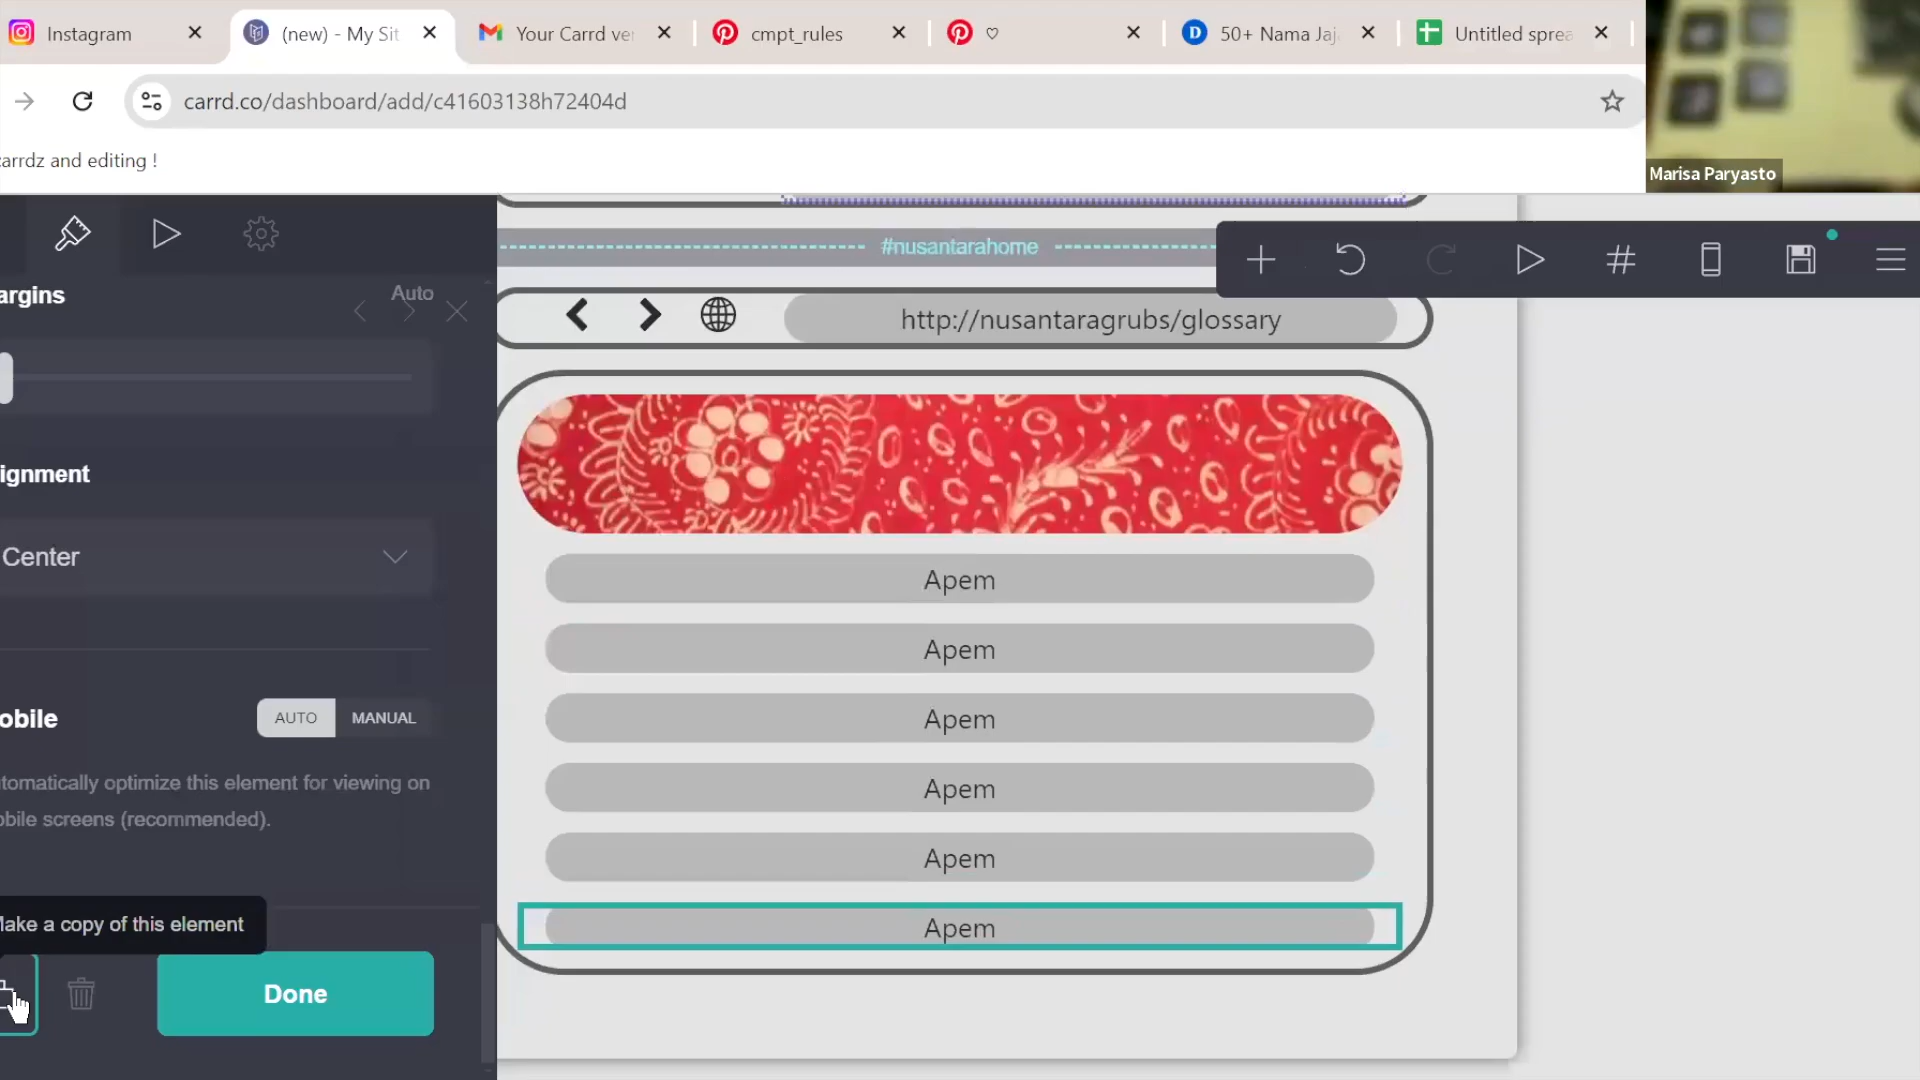 Instagram
(new) - My Sit
Your Carrd ve
cmpt_rules
♡
50+ Nama Jaj
Untitled sprea
carrd.co/dashboard/add/c41603138h72404d
carrdz and editing !
Marisa Paryasto
#nusantarahome
argins
Auto
http://nusantaragrubs/glossary
ignment
Center
Apem
Apem
Apem
Apem
Apem
Apem
obile
AUTO
MANUAL
tomatically optimize this element for viewing on
obile screens (recommended).
Make a copy of this element
Done